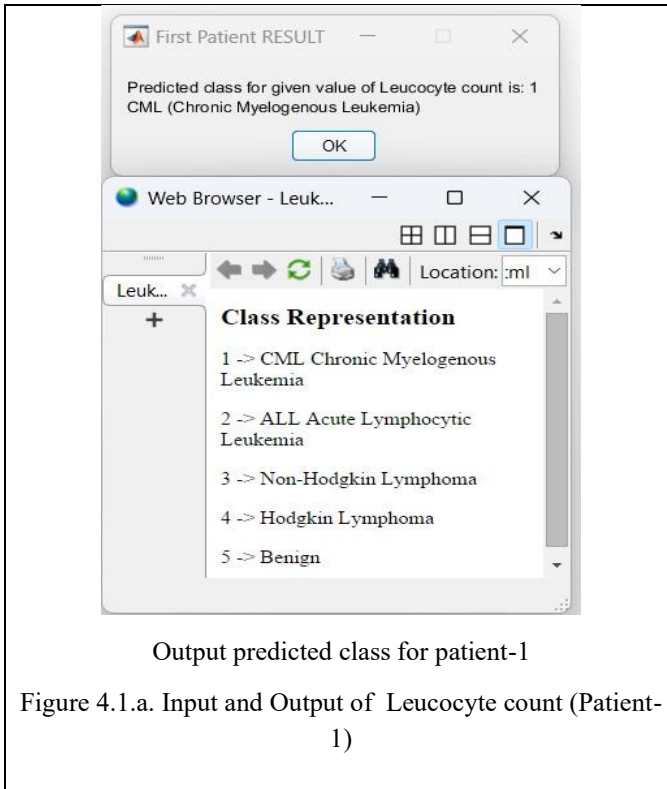 First Patient RESULT
Predicted class for given value of Leucocyte count is: 1
CML (Chronic Myelogenous Leukemia)
OK
Web Browser - Leuk...
Location: :ml
Leuk...
Class Representation
1 -> CML Chronic Myelogenous
Leukemia
2 -> ALL Acute Lymphocytic
Leukemia
3 -> Non-Hodgkin Lymphoma
4 -> Hodgkin Lymphoma
5 -> Benign
Output predicted class for patient-1
Figure 4.1.a. Input and Output of Leucocyte count (Patient-
1)